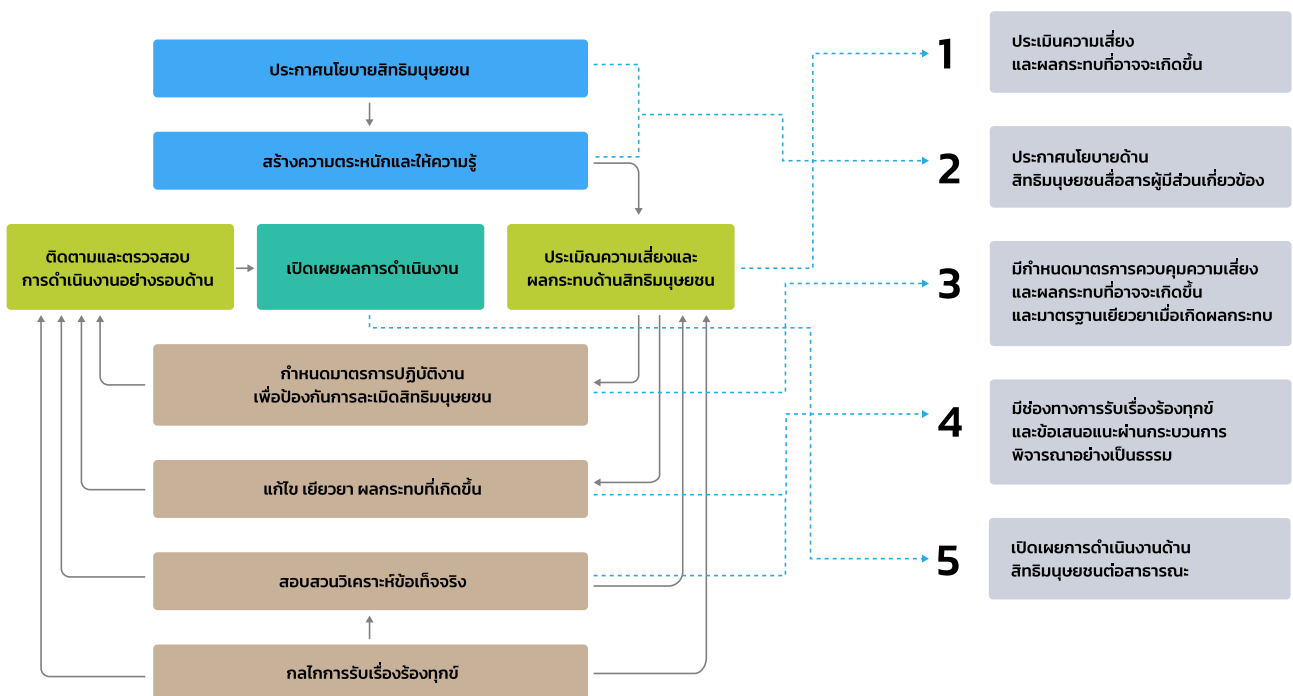 ประกาศนโยบายสิทธิมนุษยชน
สร้างความตระหนักและให้ความรู้
ติดตามและตรวจสอบ
การดำเนินงานอย่างรอบด้าน
เปิดเผยผลการดำเนินงาน
ประเมิณความเสี่ยงและ
ผลกระทบด้านสิทธิมนุษยชน
กำหนดมาตรการปฏิบัติงาน
เพื่อป้องกันการละเมิดสิทธิมนุษยชน
แก้ไข เยียวยา ผลกระทบที่เกิดขึ้น
สอบสวนวิเคราะห์ข้อเท็จจริง
กลไกการรับเรื่องร้องทุกข์
1
ประเมินความเสี่ยง
และผลกระทบที่อาจจะเกิดขึ้น
2
ประกาศนโยบายด้าน
สิทธิมนุษยชนสื่อสารผู้มีส่วนเกี่ยวข้อง
3
มีกำหนดมาตรการควบคุมความเสี่ยง
และผลกระทบที่อาจจะเกิดขึ้น
และมาตรฐานเยียวยาเมื่อเกิดผลกระทบ
4
มีช่องทางการรับเรื่องร้องทุกข์
และข้อเสนอแนะผ่านกระบวนการ
พิจารณาอย่างเป็นธรรม
5
เปิดเผยการดำเนินงานด้าน
สิทธิมนุษยชนต่อสาธารณะ